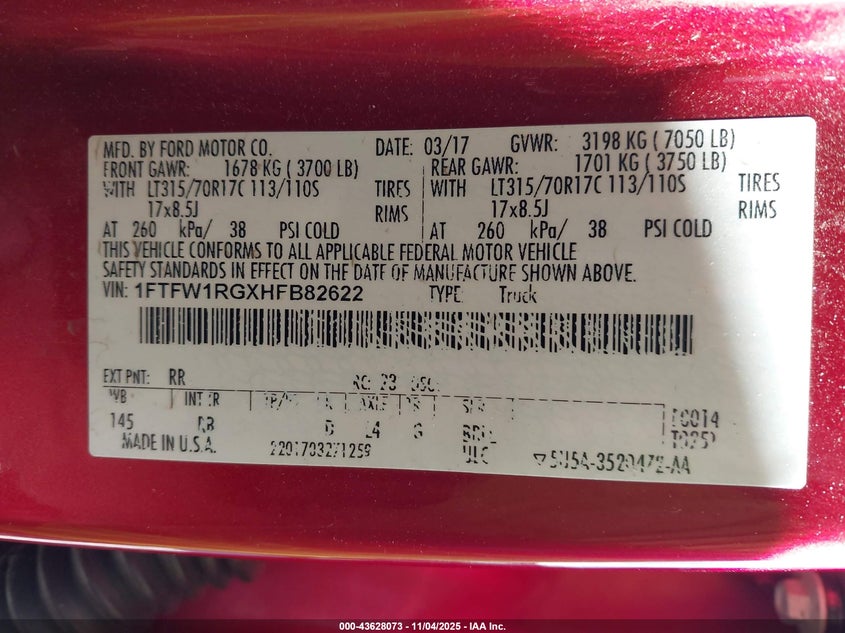 MFD. BY FORD MOTOR CO. DATE: 03/17 GVWR: 3198 KG ( 7050 LB)
FRONT GAWR: 1678 KG ( 3700 LB) REAR GAWR: 1701 KG ( 3750 LB)
WITH LT315/70R17C 113/110S TIRES WITH LT315/70R17C 113/110S TIRES
17x8.5J RIMS 17x8.5J RIMS
AT 260 kPa/ 38 PSI COLD AT 260 kPa/ 38 PSI COLD
THIS VEHICLE CONFORMS TO ALL APPLICABLE FEDERAL MOTOR VEHICLE
SAFETY STANDARDS IN EFFECT ON THE DATE OF MANUFACTURE SHOWN ABOVE.
VIN: 1FTFW1RGXHFB82622 TYPE: Truck
EXT PNT: RR
WB
145
MADE IN U.S.A.
000-43628073 — 11/04/2025 — IAA Inc.